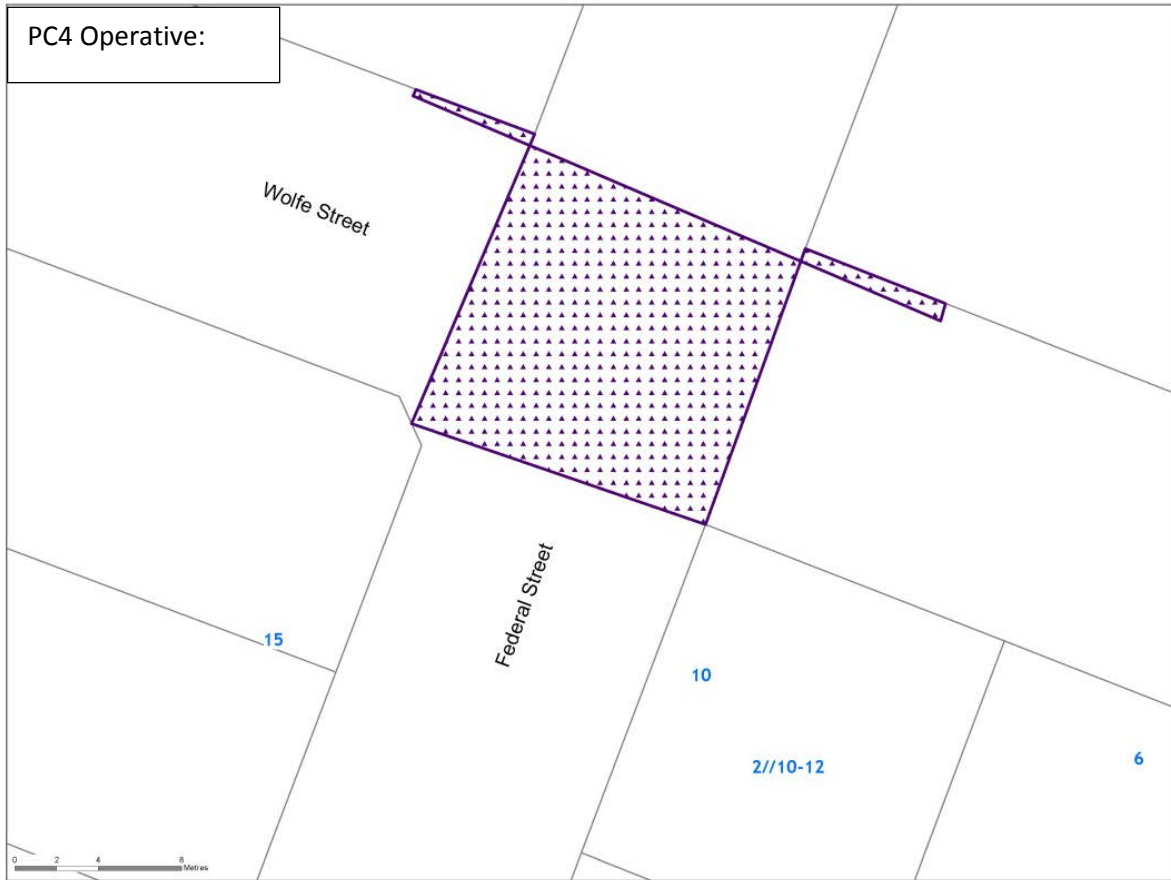 PC4 Operative:
Wolfe Street
Federal Street
15
10
2//10-12
6
0 2 4 8
Metres